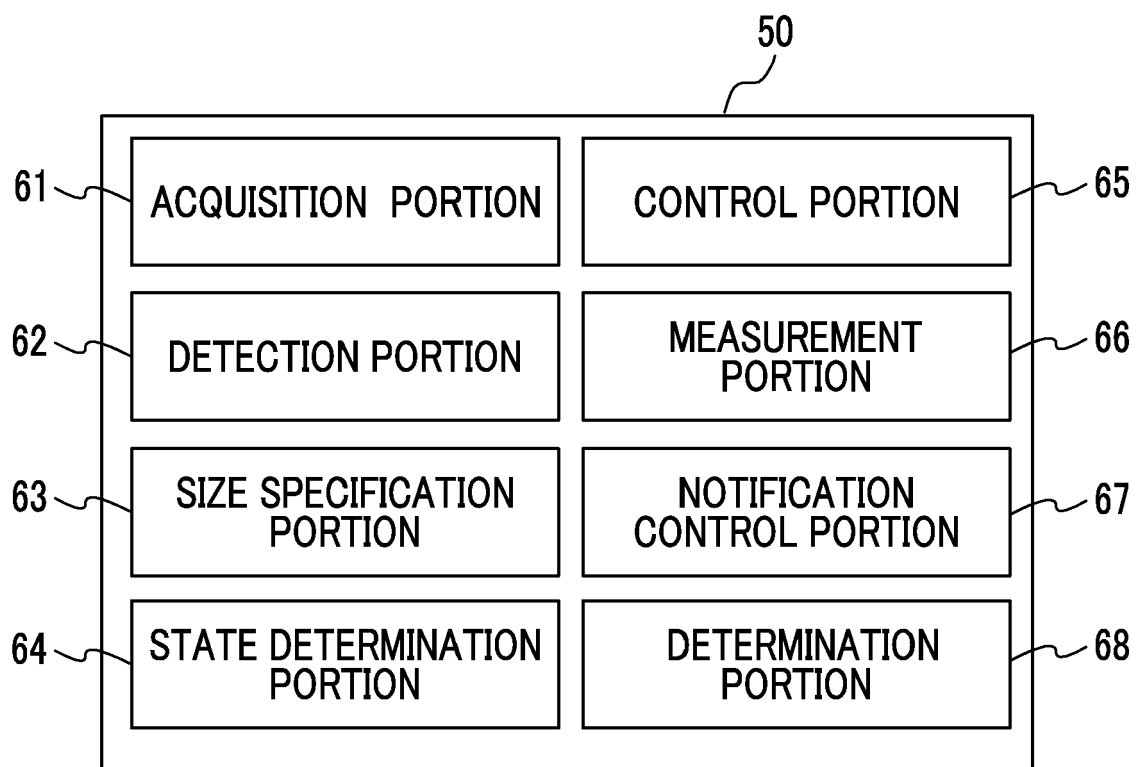 50
61
ACQUISITION PORTION
CONTROL PORTION
65
62
DETECTION PORTION
MEASUREMENT
PORTION
66
63
SIZE SPECIFICATION
PORTION
NOTIFICATION
CONTROL PORTION
67
64
STATE DETERMINATION
PORTION
DETERMINATION
PORTION
68